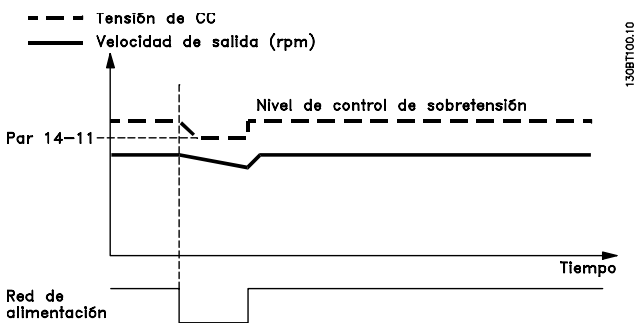 Tensión de CC
Velocidad de salida (rpm)
130BT100.10
Nivel de control de sobretensión
Par 14-11
Tiempo
Red de
alimentación